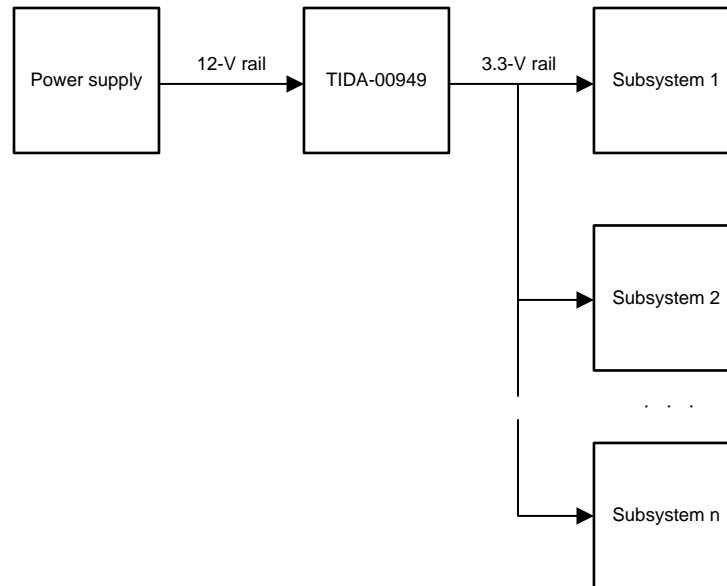 Power supply
12-V rail
TIDA-00949
3.3-V rail
Subsystem 1
Subsystem 2
. . .
Subsystem n